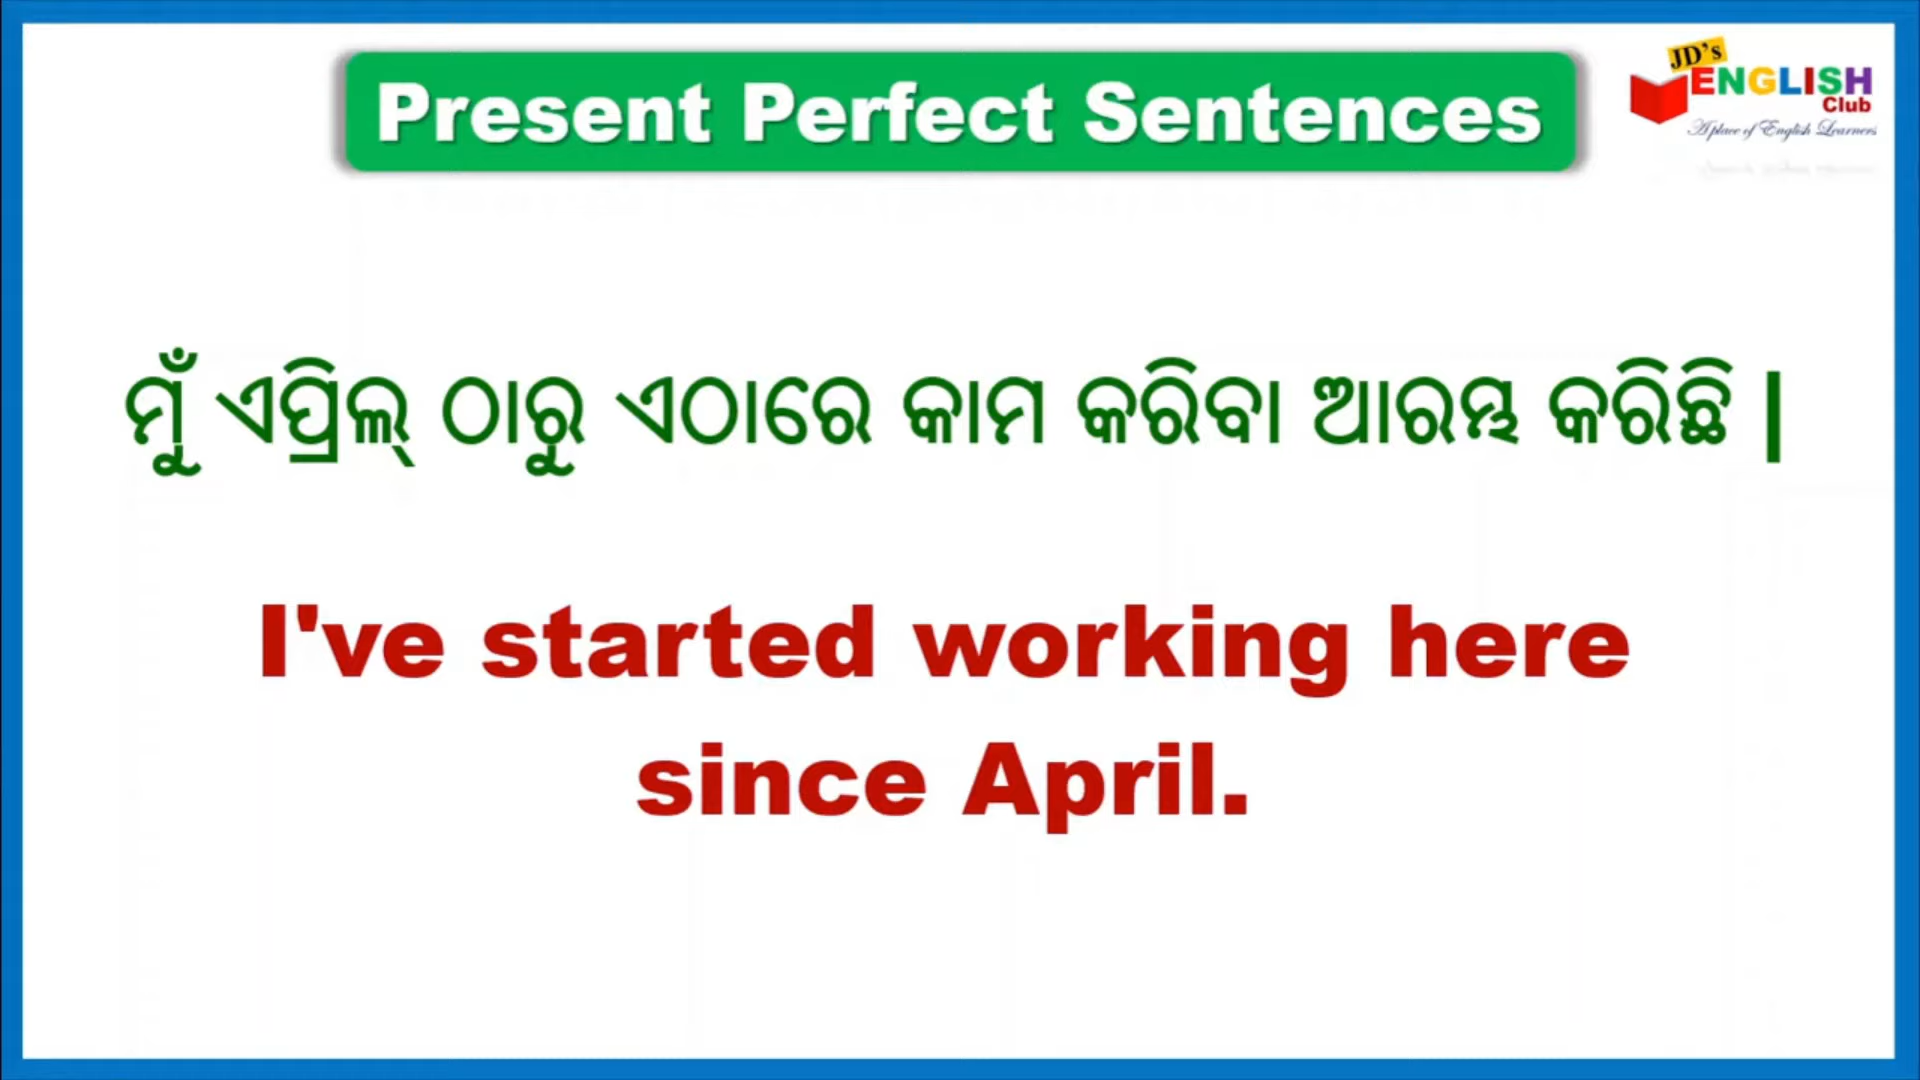 Present Perfect Sentences
JD's
ENGLISH
Club
A place of English Learners
ମୁଁ ଏପ୍ରିଲ୍ ଠାରୁ ଏଠାରେ କାମ କରିବା ଆରମ୍ଭ କରିଛି |
I've started working here
since April.